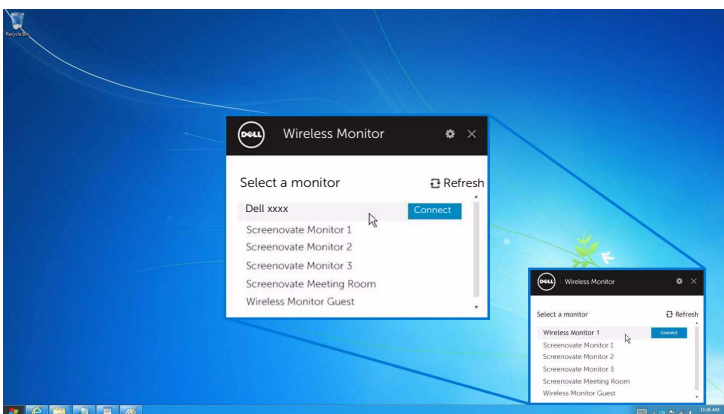 Recycle Bin
DELL
Wireless Monitor
Select a monitor
Refresh
Dell xxxx
Connect
Screenovate Monitor 1
Screenovate Monitor 2
Screenovate Monitor 3
Screenovate Meeting Room
Wireless Monitor Guest
DELL
Wireless Monitor
Select a monitor
Refresh
Wireless Monitor 1
Connect
Screenovate Monitor 1
Screenovate Monitor 2
Screenovate Monitor 3
Screenovate Meeting Room
Wireless Monitor Guest